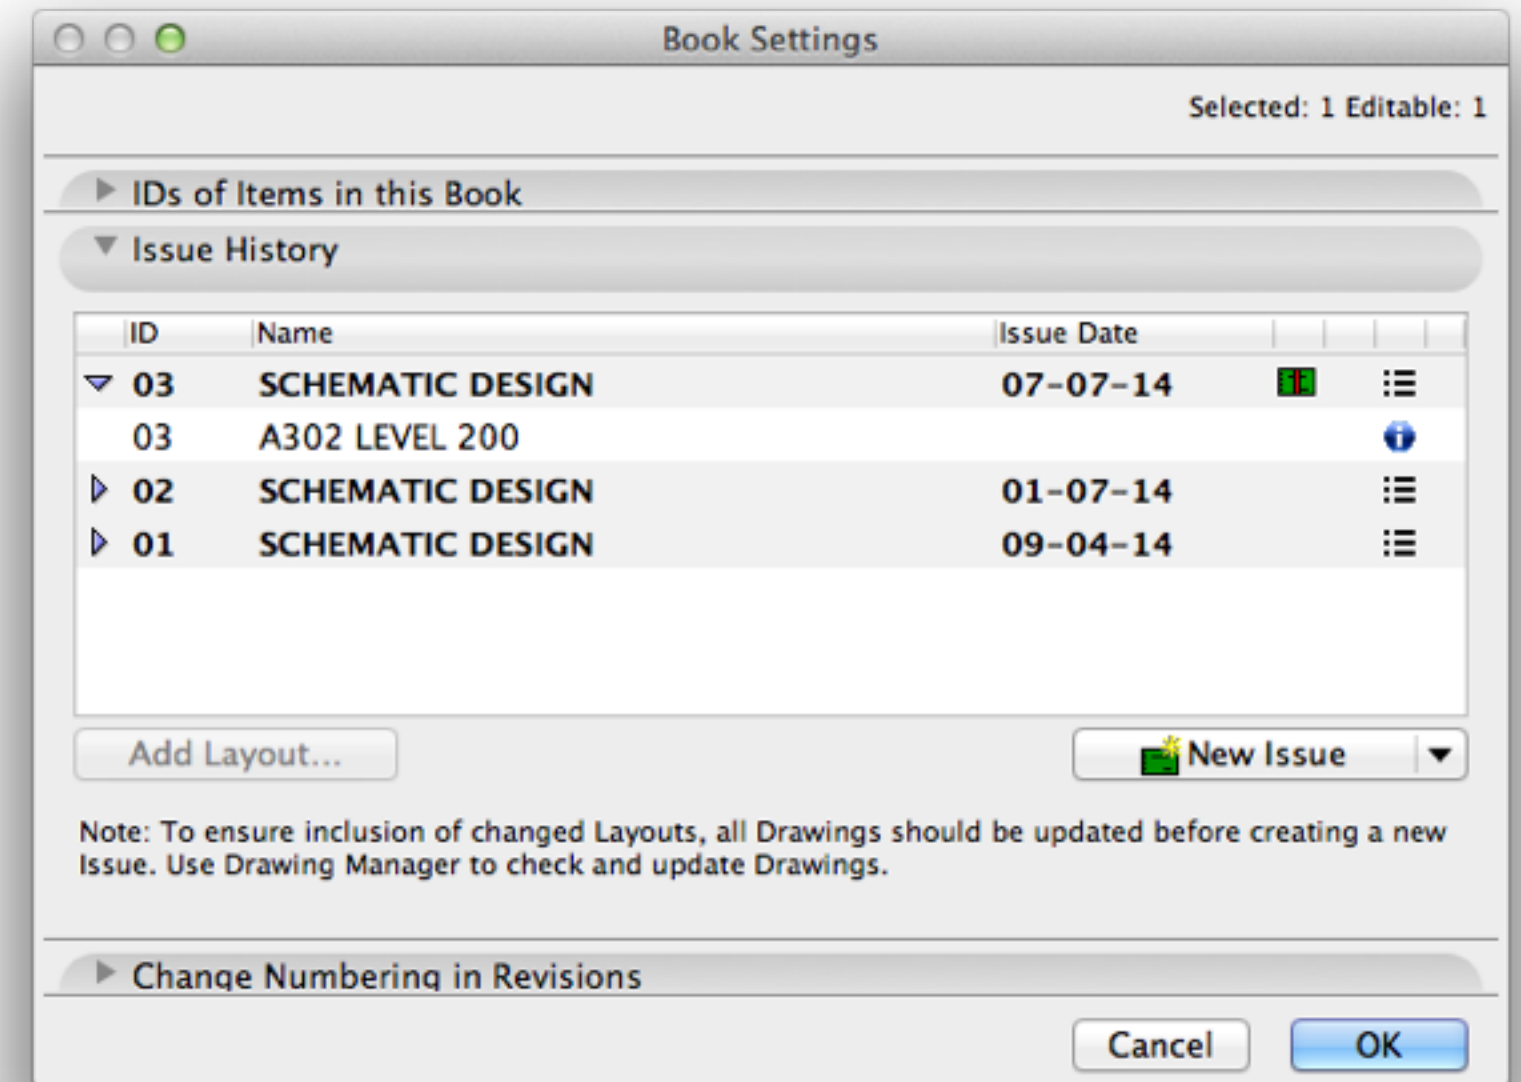 Book Settings
Selected: 1 Editable: 1
IDs of Items in this Book
Issue History
ID Name Issue Date
03 SCHEMATIC DESIGN 07-07-14
03 A302 LEVEL 200
02 SCHEMATIC DESIGN 01-07-14
01 SCHEMATIC DESIGN 09-04-14
Add Layout... New Issue
Note: To ensure inclusion of changed Layouts, all Drawings should be updated before creating a new
Issue. Use Drawing Manager to check and update Drawings.
Change Numbering in Revisions
Cancel OK